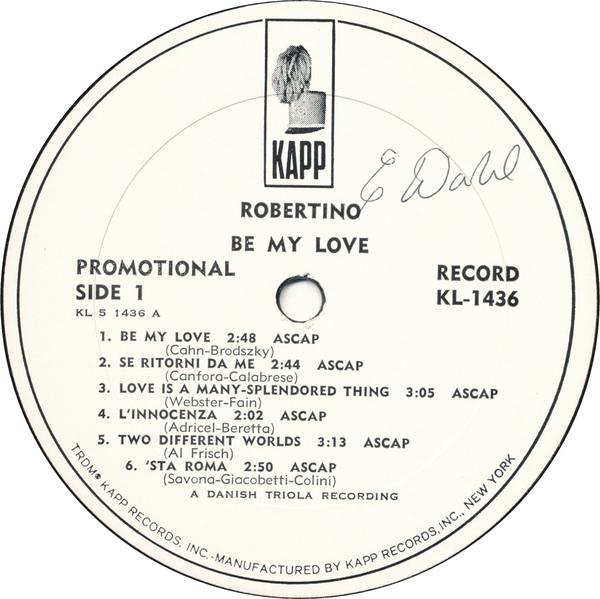 KAPP
E Dahl
ROBERTINO
BE MY LOVE
PROMOTIONAL
SIDE 1
KL 5 1436 A
RECORD
KL-1436
1. BE MY LOVE 2:48 ASCAP
(Cahn-Brodszky)
2. SE RITORNI DA ME 2:44 ASCAP
(Canfora-Calabrese)
3. LOVE IS A MANY-SPLENDORED THING 3:05 ASCAP
(Webster-Fain)
4. L'INNOCENZA 2:02 ASCAP
(Adricel-Beretta)
5. TWO DIFFERENT WORLDS 3:13 ASCAP
(Al Frisch)
6. 'STA ROMA 2:50 ASCAP
(Savona-Giacobetti-Colini)
A DANISH TRIOLA RECORDING
TRDM® KAPP RECORDS, INC.-MANUFACTURED BY KAPP RECORDS, INC., NEW YORK